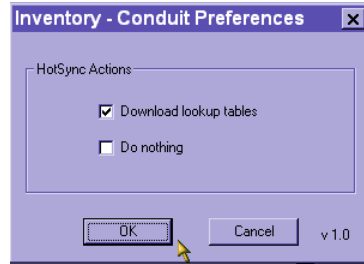 Inventory - Conduit Preferences
HotSync Actions
Download lookup tables
Do nothing
OK
Cancel
v 1.0